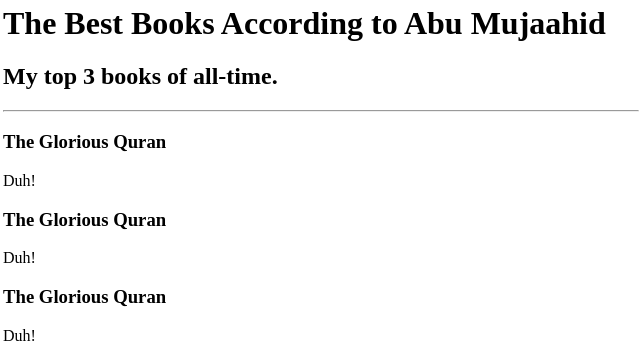 The Best Books According to Abu Mujaahid
My top 3 books of all-time.
The Glorious Quran
Duh!
The Glorious Quran
Duh!
The Glorious Quran
Duh!